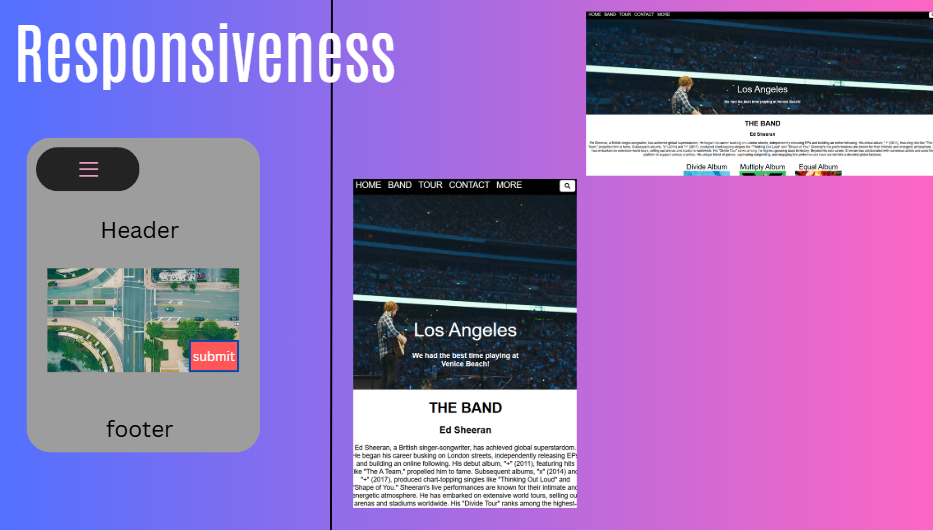 Responsiveness
Header
submit
footer
HOME BAND TOUR CONTACT MORE
Los Angeles
We had the best time playing at
Venice Beach!
THE BAND
Ed Sheeran
Ed Sheeran, a British singer-songwriter, has achieved global superstardom.
He began his career busking on London streets, independently releasing EPs
and building an online following. His debut album, "+" (2011), featuring hits
like "The A Team," propelled him to fame. Subsequent albums, "x" (2014) and
"÷" (2017), produced chart-topping singles like "Thinking Out Loud" and
"Shape of You." Sheeran's live performances are known for their intimate and
energetic atmosphere. He has embarked on extensive world tours, selling out
arenas and stadiums worldwide. His "Divide Tour" ranks among the highest-
HOME BAND TOUR CONTACT MORE
Los Angeles
We had the best time playing at Venice Beach!
THE BAND
Ed Sheeran
Divide Album Multiply Album Equal Album